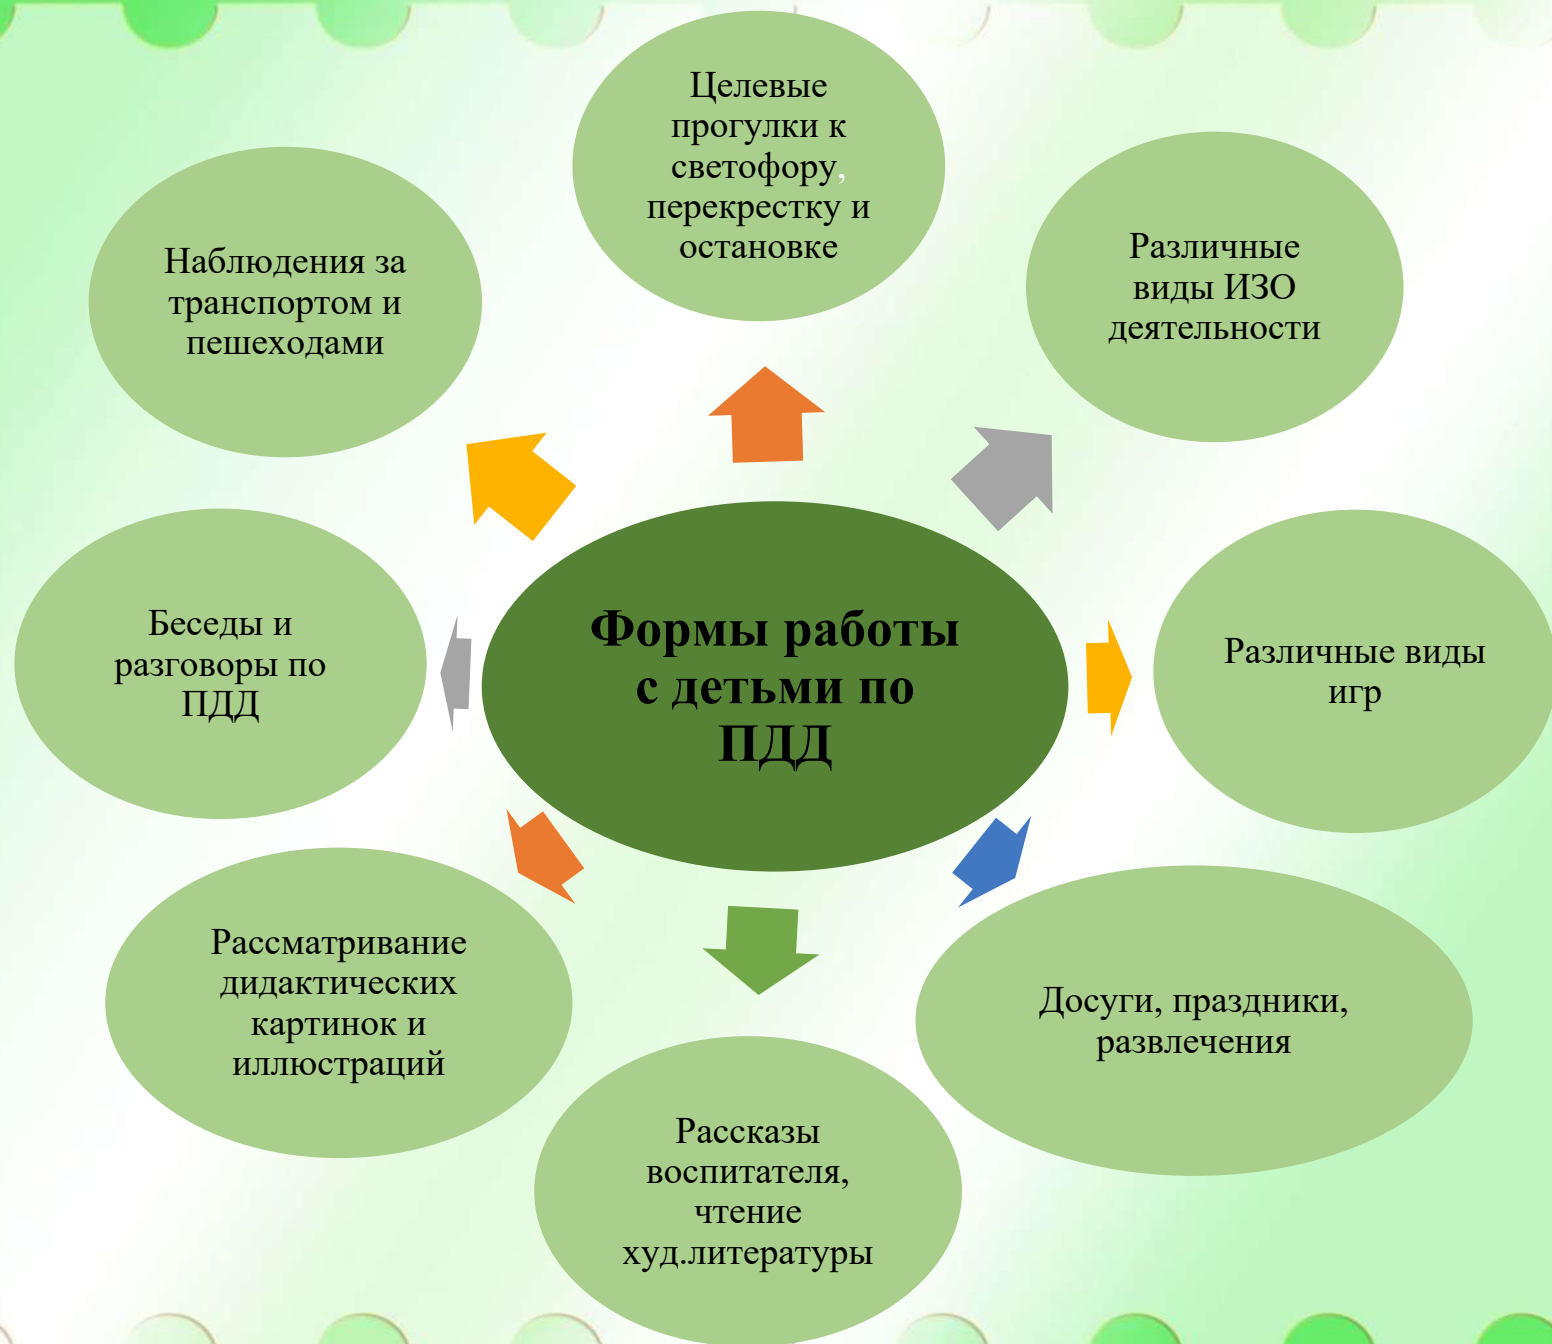 Целевые
прогулки к
светофору,
перекрестку и
остановке
Наблюдения за
транспортом и
пешеходами
Различные
виды ИЗО
деятельности
Беседы и
разговоры по
ПДД
Формы работы
с детьми по
ПДД
Различные виды
игр
Рассматривание
дидактических
картинок и
иллюстраций
Досуги, праздники,
развлечения
Рассказы
воспитателя,
чтение
худ.литературы